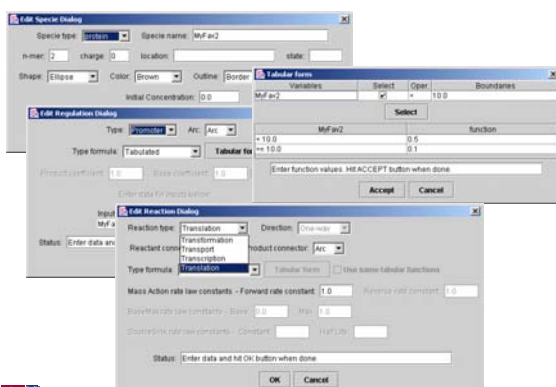 Edit Specie Dialog
Specie type: protein Specie name: MyFav2
n-mer: 2 charge: 0 location: state:
Shape: Ellipse Color: Brown Outline: Border
Initial Concentration: 0.0
Tabular form
Variables Select Oper. Boundaries
MyFav2 10.0
Select
MyFav2 function
< 10.0 0.5
>= 10.0 0.1
Enter function values. Hit ACCEPT button when done.
Accept Cancel
Edit Regulation Dialog
Type: Promoter Arc: Arc
Type formula: Tabulated Tabular fo
Product coefficient: 1.0 Base coefficient: 1.0
Enter data for inputs below:
Input
MyFa
Status: Enter data an
Edit Reaction Dialog
Reaction type: Translation Direction: One-way
Transformation
Transport
Transcription
Translation
Reactant conne roduct connector: Arc
Type formula Tabular form Use same tabular functions
Mass Action rate law constants - Forward rate constant: 1.0 Reverse rate constant: 1.0
BaseMax rate law constants - Base: 0.0 Max: 1.0
SourceSink rate law constants - Constant: Half Life:
Status: Enter data and hit OK button when done.
OK Cancel